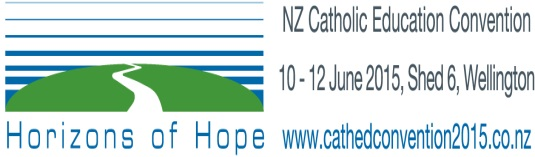 NZ Catholic Education Convention
10 - 12 June 2015, Shed 6, Wellington
Horizons of Hope
www.cathedconvention2015.co.nz